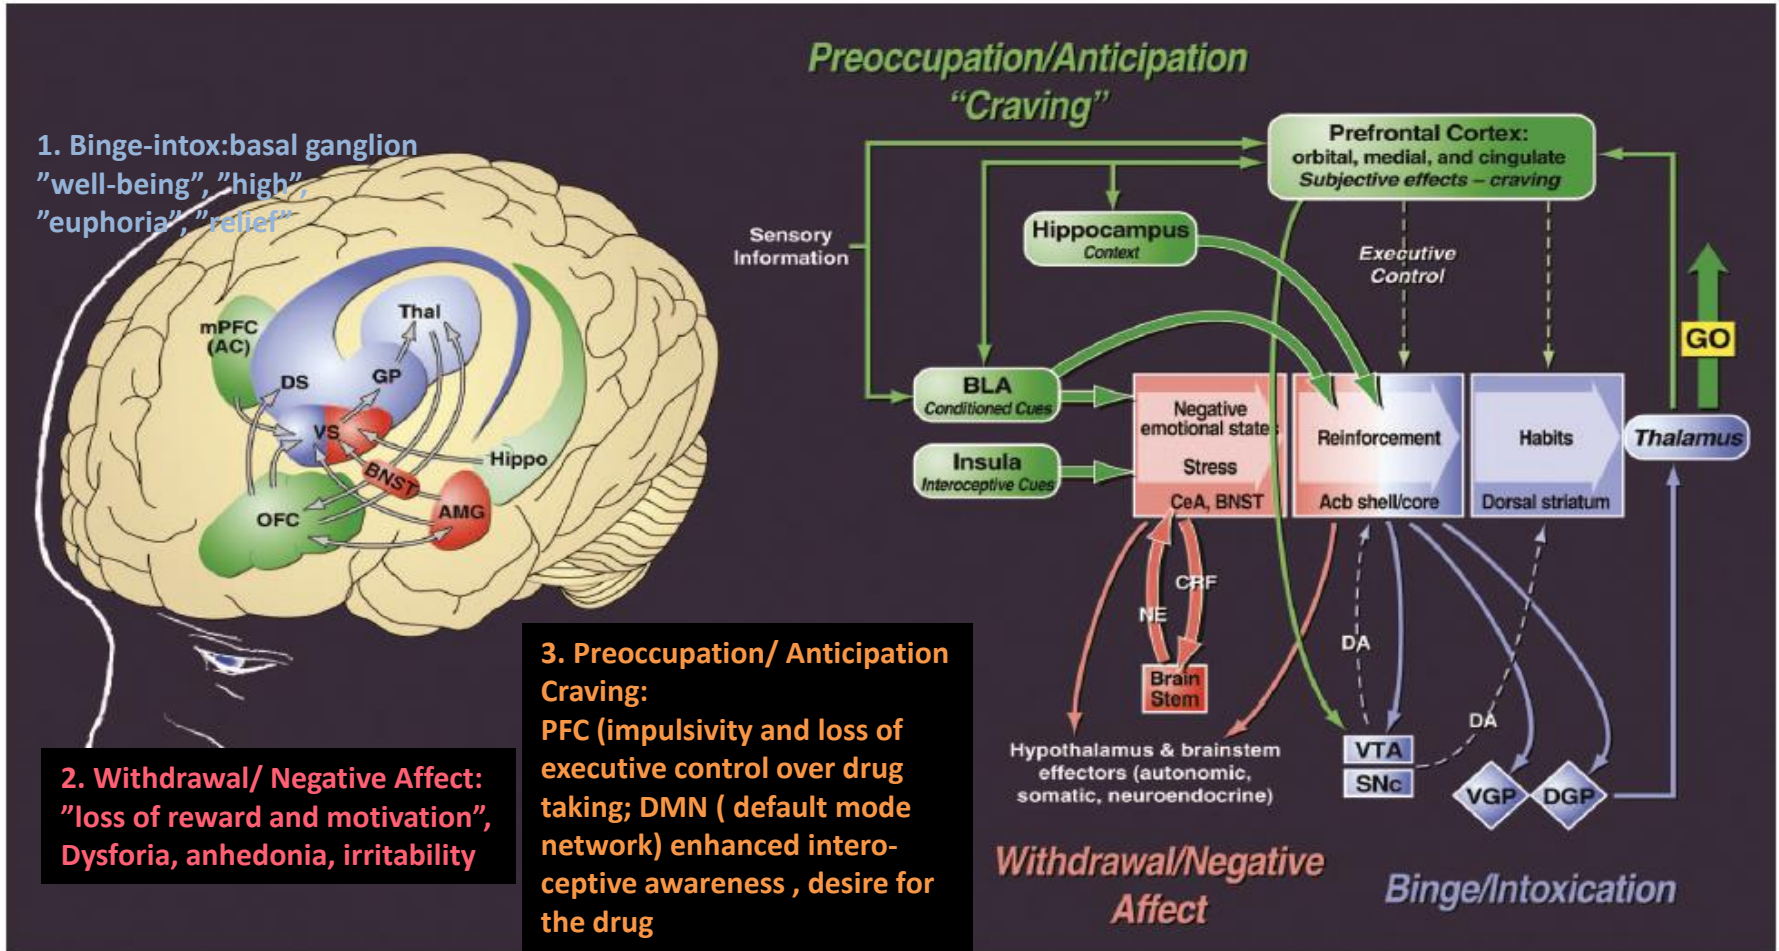 Preoccupation/Anticipation
“Craving”
1. Binge-intox:basal ganglion
”well-being”, ”high”,
”euphoria”, ”relief”
mPFC
(AC)
Thal
DS
GP
VS
BNST
Hippo
OFC
AMG
2. Withdrawal/ Negative Affect:
”loss of reward and motivation”,
Dysforia, anhedonia, irritability
3. Preoccupation/ Anticipation
Craving:
PFC (impulsivity and loss of
executive control over drug
taking; DMN ( default mode
network) enhanced intero-
ceptive awareness , desire for
the drug
Prefrontal Cortex:
orbital, medial, and cingulate
Subjective effects – craving
Sensory
Information
Hippocampus
Context
Executive
Control
GO
BLA
Conditioned Cues
Insula
Interoceptive Cues
Negative
emotional states
Stress
CeA, BNST
Reinforcement
Acb shell/core
Habits
Dorsal striatum
Thalamus
CRF
NE
Brain
Stem
DA
DA
Hypothalamus & brainstem
effectors (autonomic,
somatic, neuroendocrine)
VTA
SNc
VGP
DGP
Withdrawal/Negative
Affect
Binge/Intoxication